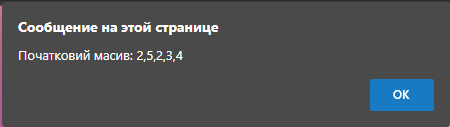 Сообщение на этой странице
Початковий масив: 2,5,2,3,4
OK